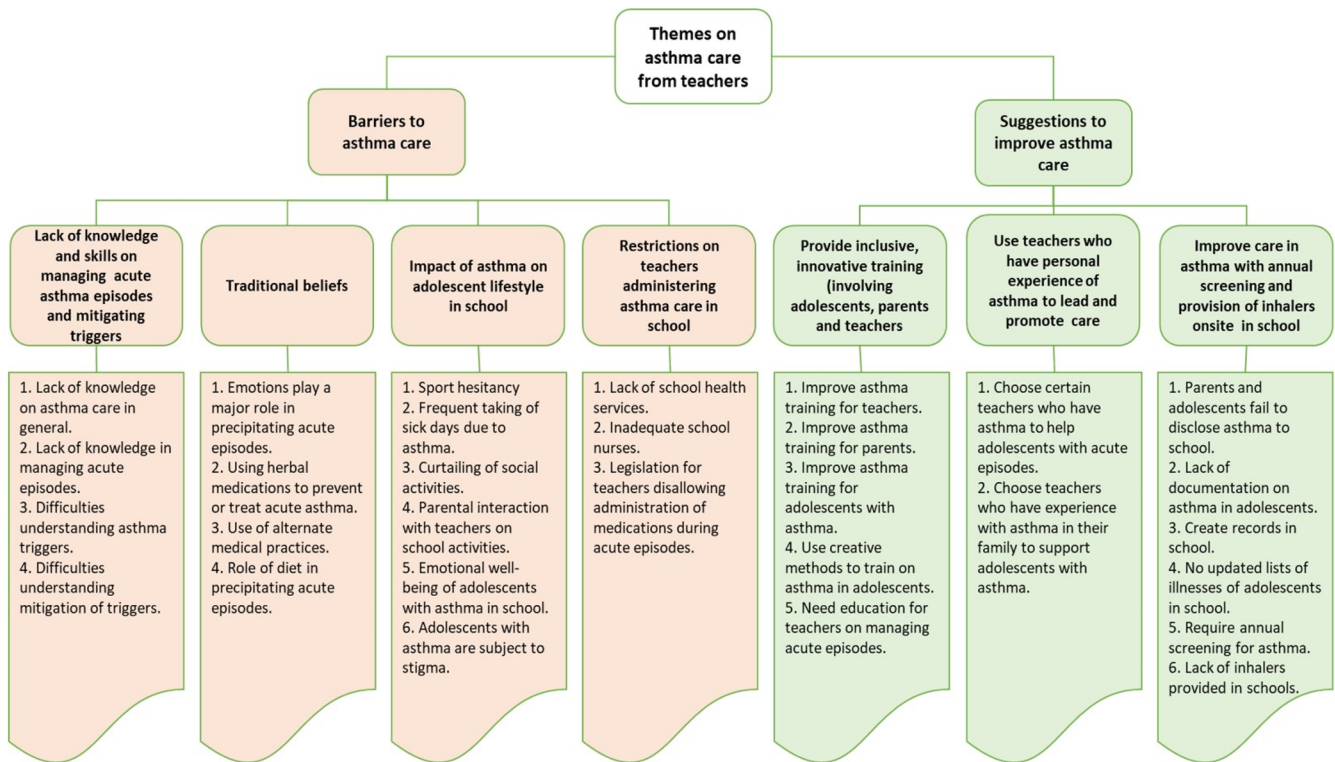 Themes on
asthma care
from teachers
Barriers to
asthma care
Suggestions to
improve asthma
care
Lack of knowledge
and skills on
managing acute
asthma episodes
and mitigating
triggers
Traditional beliefs
Impact of asthma on
adolescent lifestyle
in school
Restrictions on
teachers
administering
asthma care in
school
Provide inclusive,
innovative training
(involving
adolescents, parents
and teachers
Use teachers who
have personal
experience of
asthma to lead and
promote care
Improve care in
asthma with annual
screening and
provision of inhalers
onsite in school
1. Lack of knowledge
on asthma care in
general.
2. Lack of knowledge in
managing acute
episodes.
3. Difficulties
understanding asthma
triggers.
4. Difficulties
understanding
mitigation of triggers.
1. Emotions play a
major role in
precipitating acute
episodes.
2. Using herbal
medications to prevent
or treat acute asthma.
3. Use of alternate
medical practices.
4. Role of diet in
precipitating acute
episodes.
1. Sport hesitancy
2. Frequent taking of
sick days due to
asthma.
3. Curtailing of social
activities.
4. Parental interaction
with teachers on
school activities.
5. Emotional well-
being of adolescents
with asthma in school.
6. Adolescents with
asthma are subject to
stigma.
1. Lack of school health
services.
2. Inadequate school
nurses.
3. Legislation for
teachers disallowing
administration of
medications during
acute episodes.
1. Improve asthma
training for teachers.
2. Improve asthma
training for parents.
3. Improve asthma
training for
adolescents with
asthma.
4. Use creative
methods to train on
asthma in adolescents.
5. Need education for
teachers on managing
acute episodes.
1. Choose certain
teachers who have
asthma to help
adolescents with acute
episodes.
2. Choose teachers
who have experience
with asthma in their
family to support
adolescents with
asthma.
1. Parents and
adolescents fail to
disclose asthma to
school.
2. Lack of
documentation on
asthma in adolescents.
3. Create records in
school.
4. No updated lists of
illnesses of adolescents
in school.
5. Require annual
screening for asthma.
6. Lack of inhalers
provided in schools.